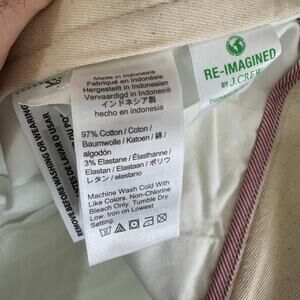 Made in Indonesia
Fabriqué en Indonésie
Hergestellt in Indonesien
Vervaardigd in Indonesië
インドネシア製
hecho en indonesio
97% Cotton / Coton /
Baumwolle / Katoen / 綿 /
algodón
3% Elastane / Élasthanne /
Elastan / Elastaan / ポリウ
レタン / elastano
Machine Wash Cold With
Like Colors. Non-Chlorine
Bleach Only. Tumble Dry
Low. Iron on Lowest
Setting
RE-IMAGINED
BY J.CREW
REMOVE BEFORE WASHING OR WEARING